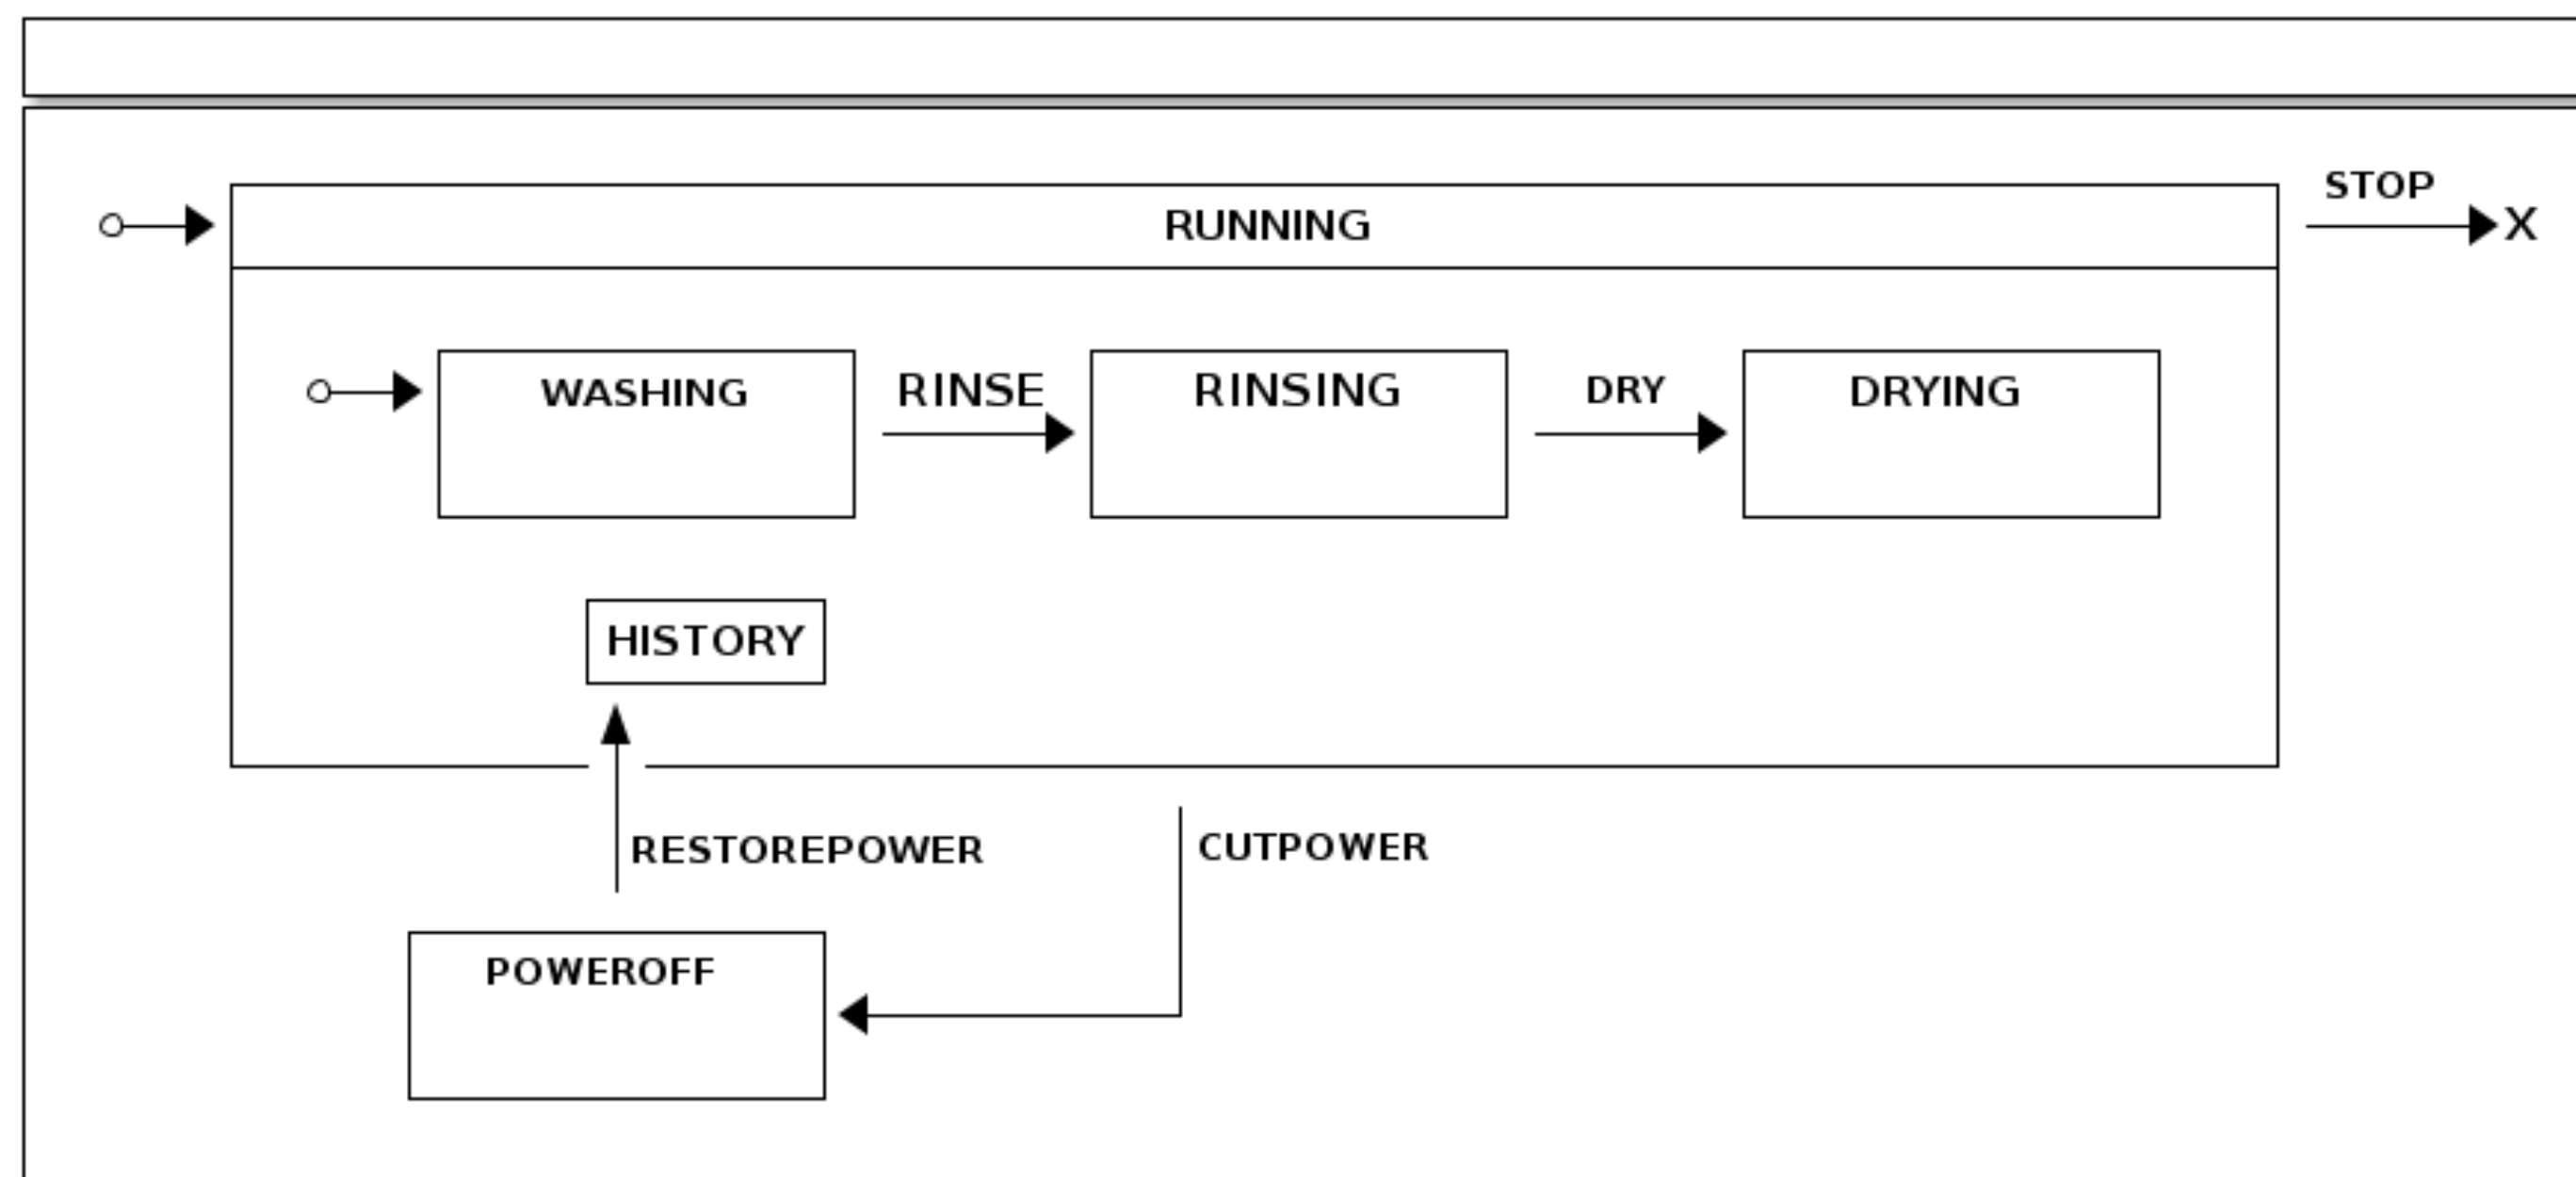 STOP
RUNNING
X
WASHING
RINSE
RINSING
DRY
DRYING
HISTORY
RESTOREPOWER
CUTPOWER
POWEROFF